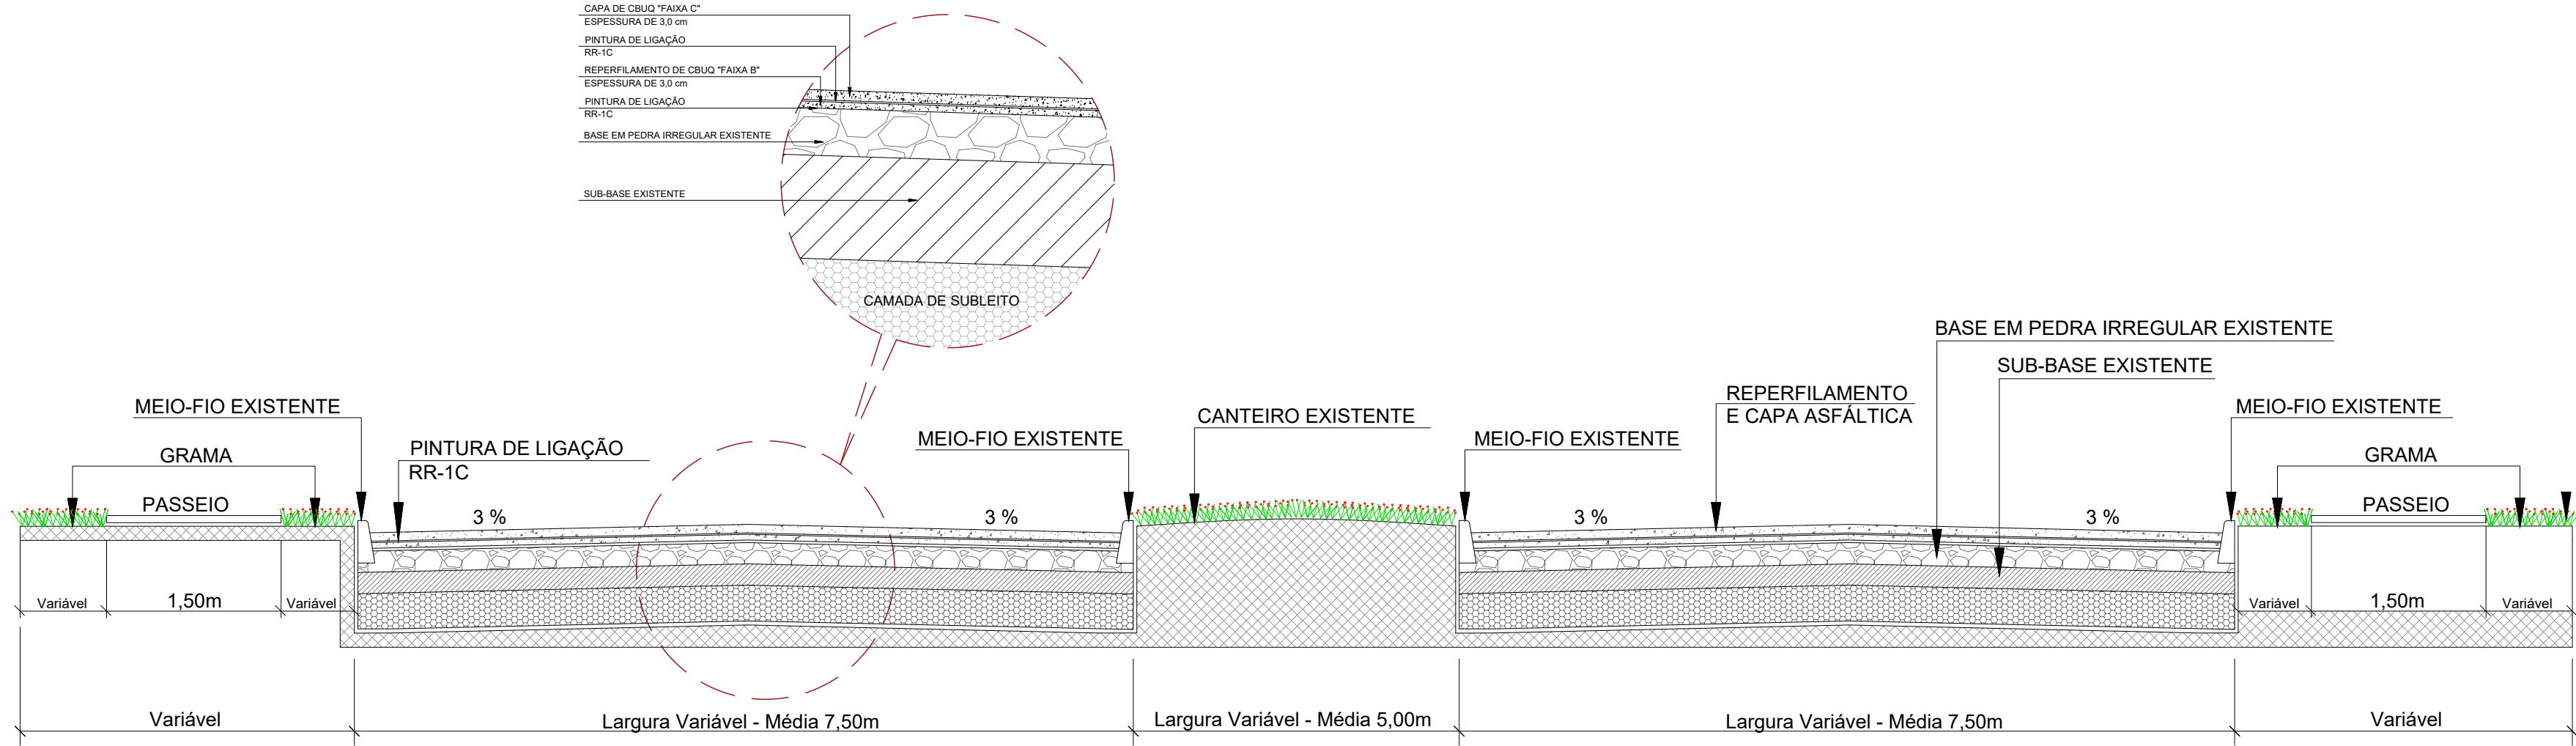 CAPA DE CBUQ "FAIXA C"
ESPESSURA DE 3,0 cm
PINTURA DE LIGAÇÃO
RR-1C
REPERFILAMENTO DE CBUQ "FAIXA B"
ESPESSURA DE 3,0 cm
PINTURA DE LIGAÇÃO
RR-1C
BASE EM PEDRA IRREGULAR EXISTENTE
SUB-BASE EXISTENTE
CAMADA DE SUBLEITO
MEIO-FIO EXISTENTE
GRAMA
PASSEIO
PINTURA DE LIGAÇÃO
RR-1C
3 %
3 %
MEIO-FIO EXISTENTE
CANTEIRO EXISTENTE
MEIO-FIO EXISTENTE
REPERFILAMENTO
E CAPA ASFÁLTICA
BASE EM PEDRA IRREGULAR EXISTENTE
SUB-BASE EXISTENTE
3 %
3 %
MEIO-FIO EXISTENTE
GRAMA
PASSEIO
Variável
1,50m
Variável
Variável
1,50m
Variável
Variável
Largura Variável - Média 7,50m
Largura Variável - Média 5,00m
Largura Variável - Média 7,50m
Variável